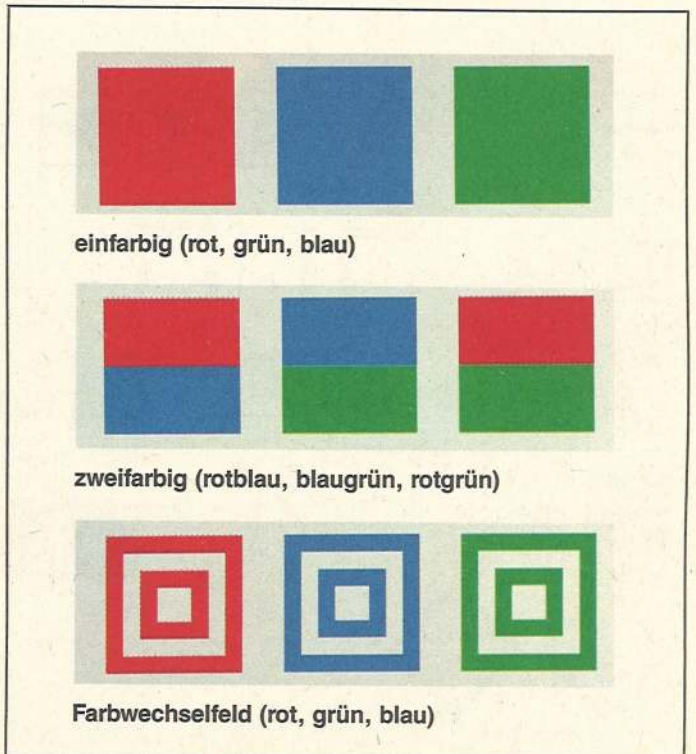 einfarbig (rot, grün, blau)
zweifarbig (rotblau, blaugrün, rotgrün)
Farbwechselfeld (rot, grün, blau)